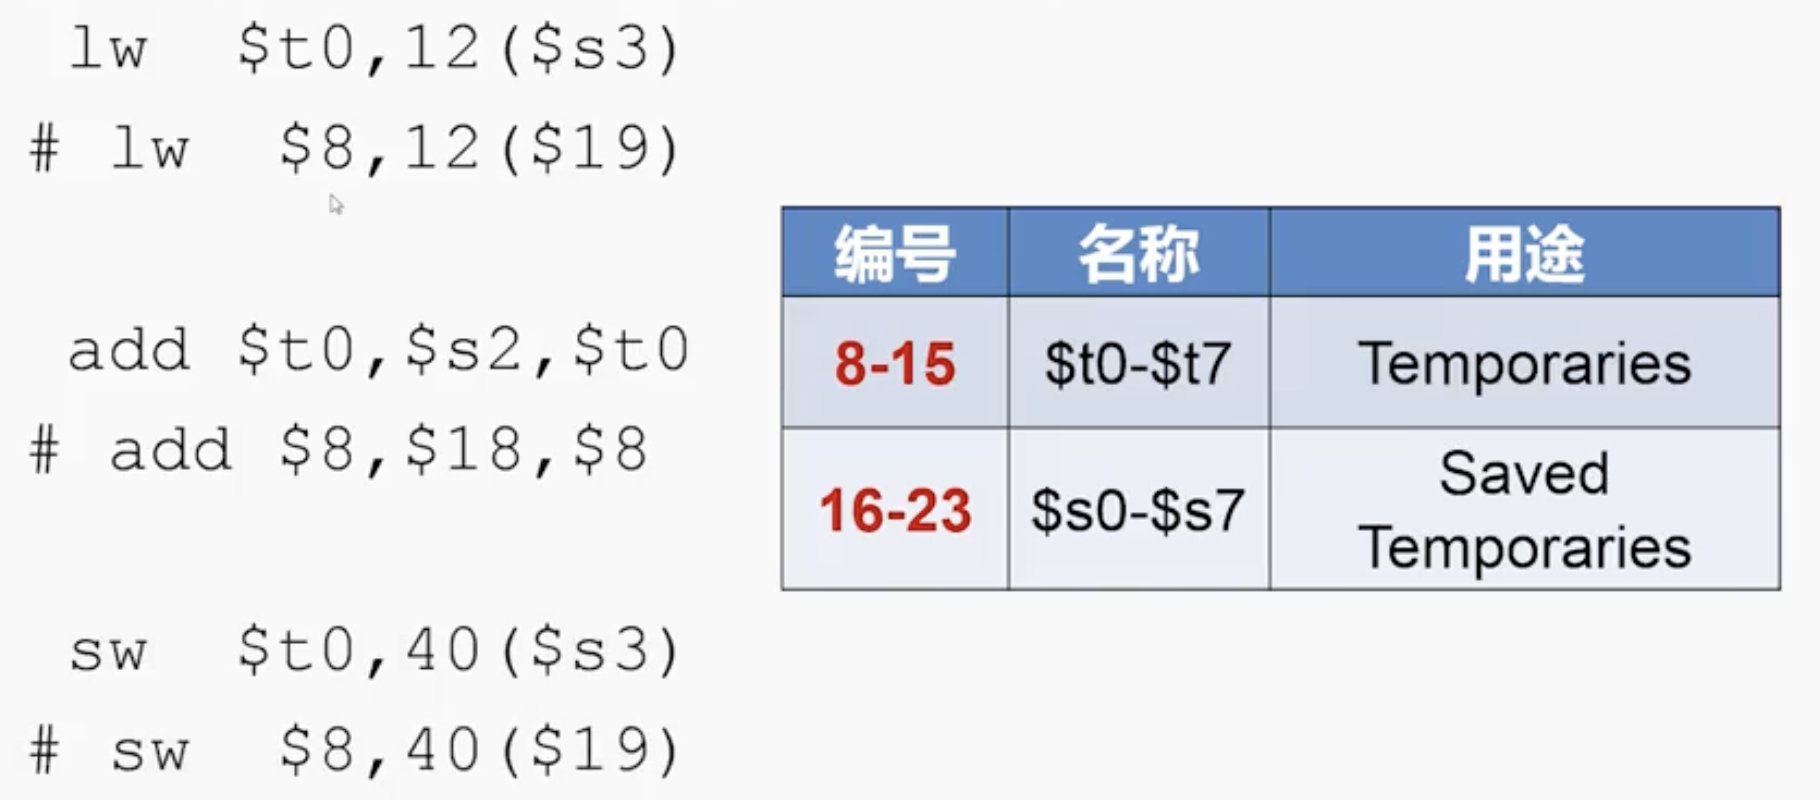 lw $t0,12($s3)
# lw $8,12($19)
add $t0,$s2,$t0
# add $8,$18,$8
sw $t0,40($s3)
# sw $8,40($19)
编号 名称 用途
8-15 $t0-$t7 Temporaries
16-23 $s0-$s7 Saved
Temporaries